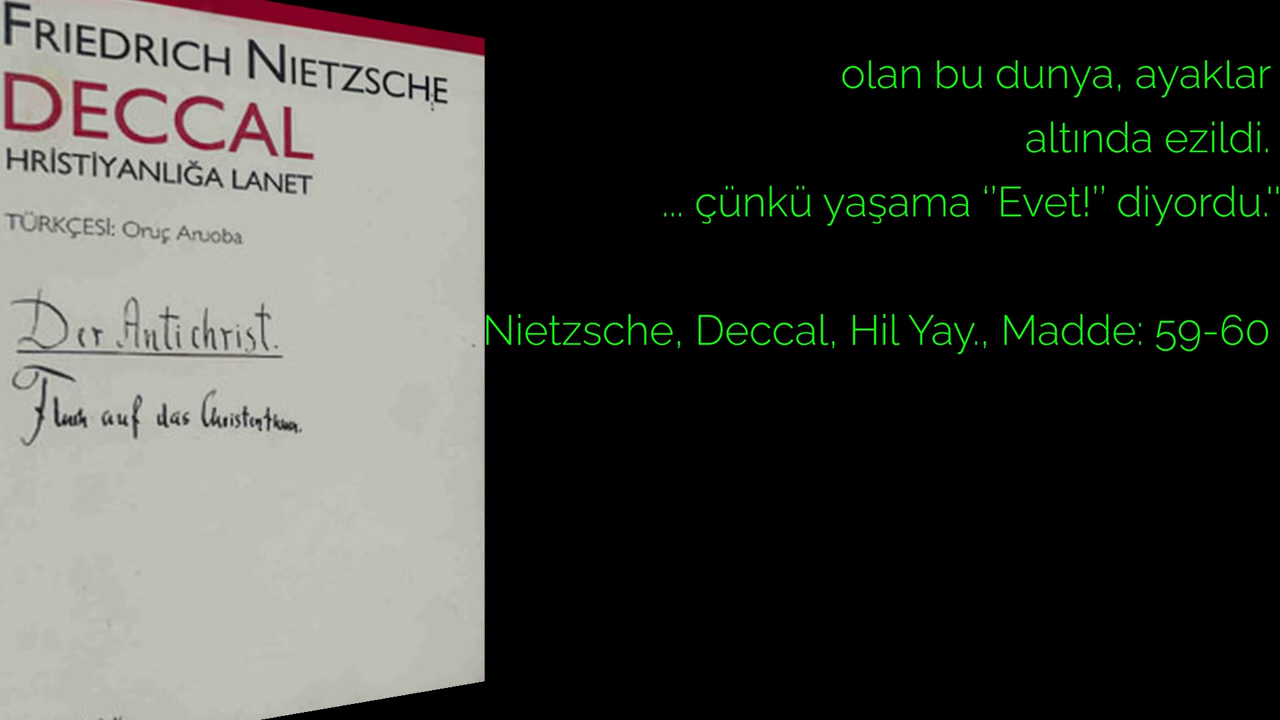 FRIEDRICH NIETZSCHE
DECCAL
HRİSTİYANLIĞA LANET
TÜRKÇESİ: Oruç Aruoba
Der Antichrist.
Fluch auf das Christenthum.
olan bu dunya, ayaklar
altında ezildi.
... çünkü yaşama ‘’Evet!’’ diyordu.''
Nietzsche, Deccal, Hil Yay., Madde: 59-60